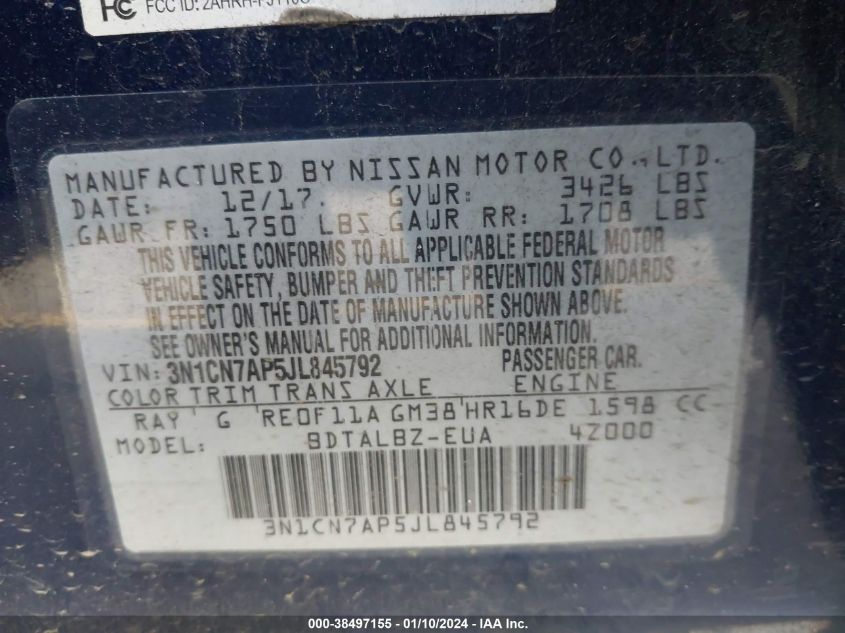 FCC ID: 2AHRH-
MANUFACTURED BY NISSAN MOTOR CO., LTD.
DATE: 12/17 GVWR: 3426 LBS
GAWR FR: 1750 LBS GAWR RR: 1708 LBS
THIS VEHICLE CONFORMS TO ALL APPLICABLE FEDERAL MOTOR
VEHICLE SAFETY, BUMPER AND THEFT PREVENTION STANDARDS
IN EFFECT ON THE DATE OF MANUFACTURE SHOWN ABOVE.
SEE OWNER'S MANUAL FOR ADDITIONAL INFORMATION.
VIN: 3N1CN7AP5JL845792 PASSENGER CAR.
COLOR TRIM TRANS AXLE ENGINE
RAY G RE0F11A GM38 HR16DE 1598 CC
MODEL: BDTALBZ-EUA 4Z000
3N1CN7AP5JL845792
000-38497155 - 01/10/2024 - IAA Inc.